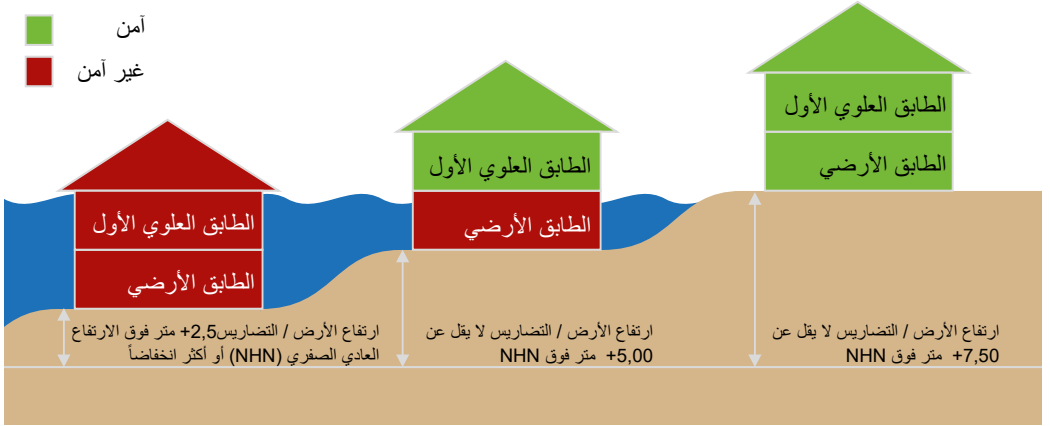 آمن
غير آمن
الطابق العلوي الأول
الطابق الأرضي
الطابق العلوي الأول
الطابق الأرضي
الطابق العلوي الأول
الطابق الأرضي
ارتفاع الأرض / التضاريس لا يقل عن
+7,50 متر فوق NHN
ارتفاع الأرض / التضاريس لا يقل عن
+5,00 متر فوق NHN
ارتفاع الأرض / التضاريس2,5+ متر فوق الارتفاع
العادي الصفري (NHN) أو أكثر انخفاضاً